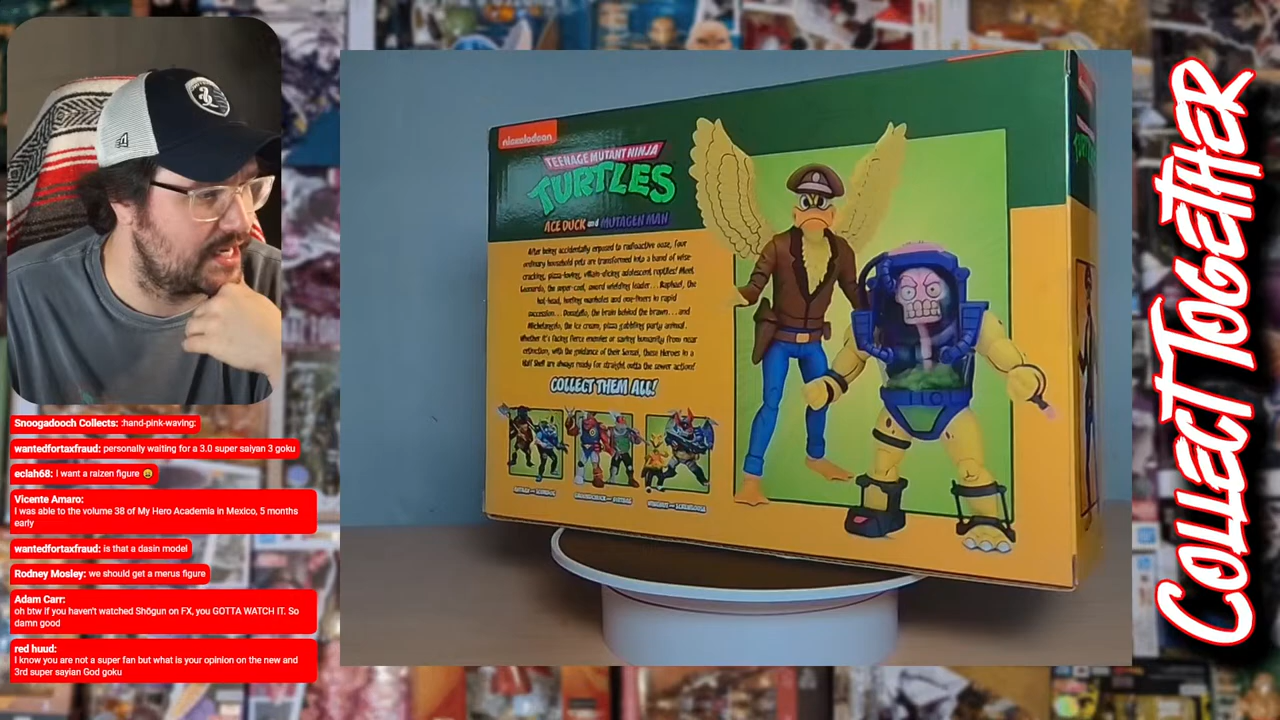 Snoogadooch Collects: :hand-pink-waving:
wantedfortaxfraud: personally waiting for a 3.0 super saiyan 3 goku
eclah68: I want a raizen figure 😩
Vicente Amaro:
I was able to the volume 38 of My Hero Academia in Mexico, 5 months
early
wantedfortaxfraud: is that a dasin model
Rodney Mosley: we should get a merus figure
Adam Carr:
oh btw if you haven't watched Shōgun on FX, you GOTTA WATCH IT. So
damn good
red huud:
I know you are not a super fan but what is your opinion on the new and
3rd super sayian God goku
nickelodeon
TEENAGE MUTANT NINJA
TURTLES
ACE DUCK and MUTAGEN MAN
After being accidentally exposed to radioactive ooze, four
ordinary household pets are transformed into a band of wise-
cracking, pizza-loving, villain-dicing adolescent reptiles! Meet
Leonardo, the super-cool, sword wielding leader... Raphael, the
hot-head, hurling manholes and one-liners in rapid
succession... Donatello, the brain behind the brawn... and
Michelangelo, the ice cream, pizza gobbling party animal.
Whether it's facing fierce enemies or saving humanity from near
extinction, with the guidance of their Sensai, these Heroes in a
Half Shell are always ready for straight outta the sewer action!
COLLECT THEM ALL!
COLLECT TOGETHER